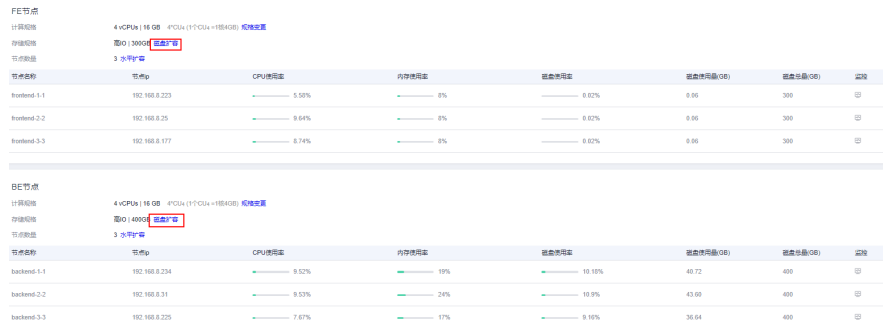 FE节点
计算规格 4 vCPUs | 16 GB 4*CUs (1个CUs =1核4GB) 规格变更
存储规格 高IO | 300GB 磁盘扩容
节点数量 3 水平扩容
节点名称 节点ip CPU使用率 内存使用率 磁盘使用率 磁盘使用量(GB) 磁盘总量(GB) 监控
frontend-1-1 192.168.8.223 5.58% 8% 0.02% 0.06 300
frontend-2-2 192.168.8.25 9.64% 8% 0.02% 0.06 300
frontend-3-3 192.168.8.177 8.74% 8% 0.02% 0.06 300
BE节点
计算规格 4 vCPUs | 16 GB 4*CUs (1个CUs =1核4GB) 规格变更
存储规格 高IO | 400GB 磁盘扩容
节点数量 3 水平扩容
节点名称 节点ip CPU使用率 内存使用率 磁盘使用率 磁盘使用量(GB) 磁盘总量(GB) 监控
backend-1-1 192.168.8.234 9.52% 19% 10.18% 40.72 400
backend-2-2 192.168.8.31 9.53% 24% 10.9% 43.60 400
backend-3-3 192.168.8.225 7.67% 17% 9.16% 36.64 400